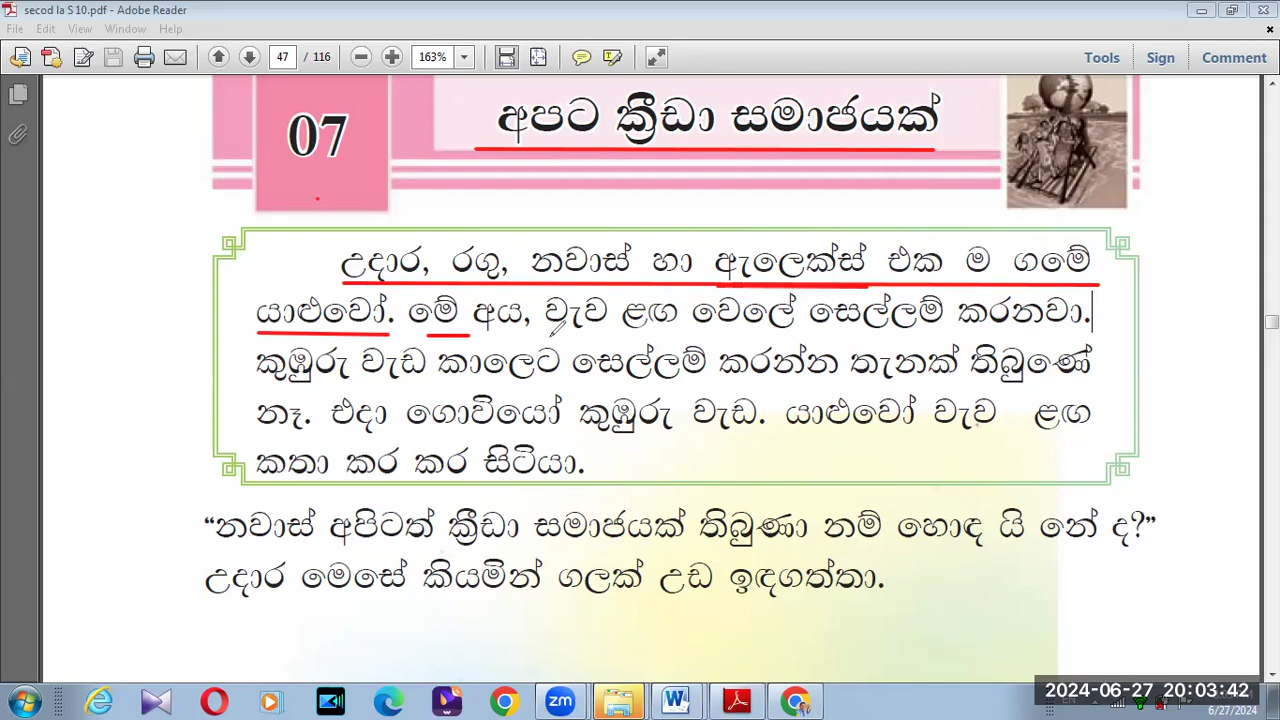 secod la S 10.pdf - Adobe Reader
File Edit View Window Help
47 / 116 163% Tools Sign Comment
07
අපට ක්‍රීඩා සමාජයක්
උදාර, රගු, නවාස් හා ඇලෙක්ස් එක ම ගමේ
යාළුවෝ. මේ අය, වැව ළඟ වෙලේ සෙල්ලම් කරනවා.
කුඹුරු වැඩ කාලෙට සෙල්ලම් කරන්න තැනක් තිබුණේ
නෑ. එදා ගොවියෝ කුඹුරු වැඩ. යාළුවෝ වැව ළඟ
කතා කර කර සිටියා.
“නවාස් අපිටත් ක්‍රීඩා සමාජයක් තිබුණා නම් හොඳ යි නේ ද?”
උදාර මෙසේ කියමින් ගලක් උඩ ඉඳගත්තා.
zm
2024-06-27 20:03:42
6/27/2024